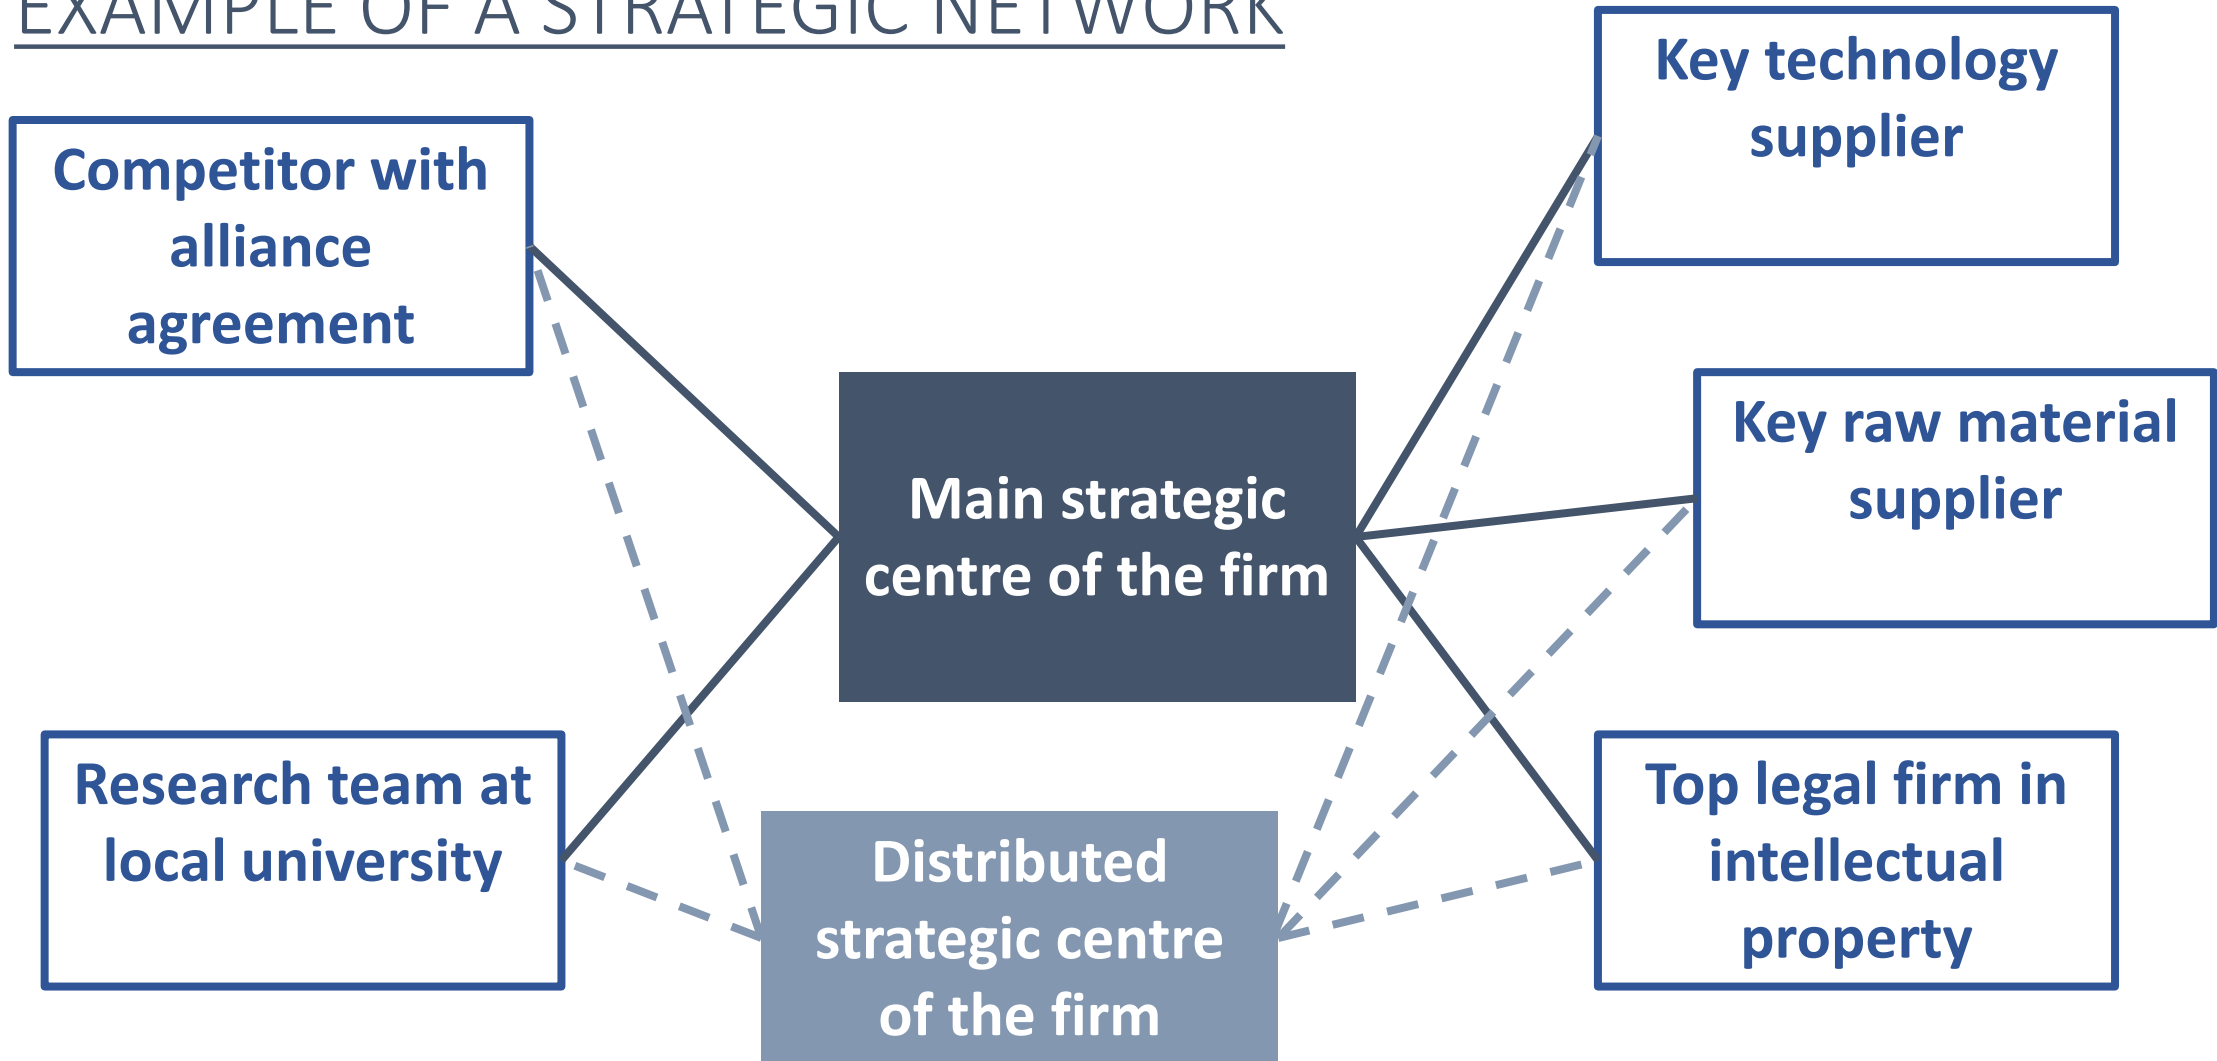 EXAMPLE OF A STRATEGIC NETWORK
Competitor with
alliance
agreement
Research team at
local university
Main strategic
centre of the firm
Distributed
strategic centre
of the firm
Key technology
supplier
Key raw material
supplier
Top legal firm in
intellectual
property